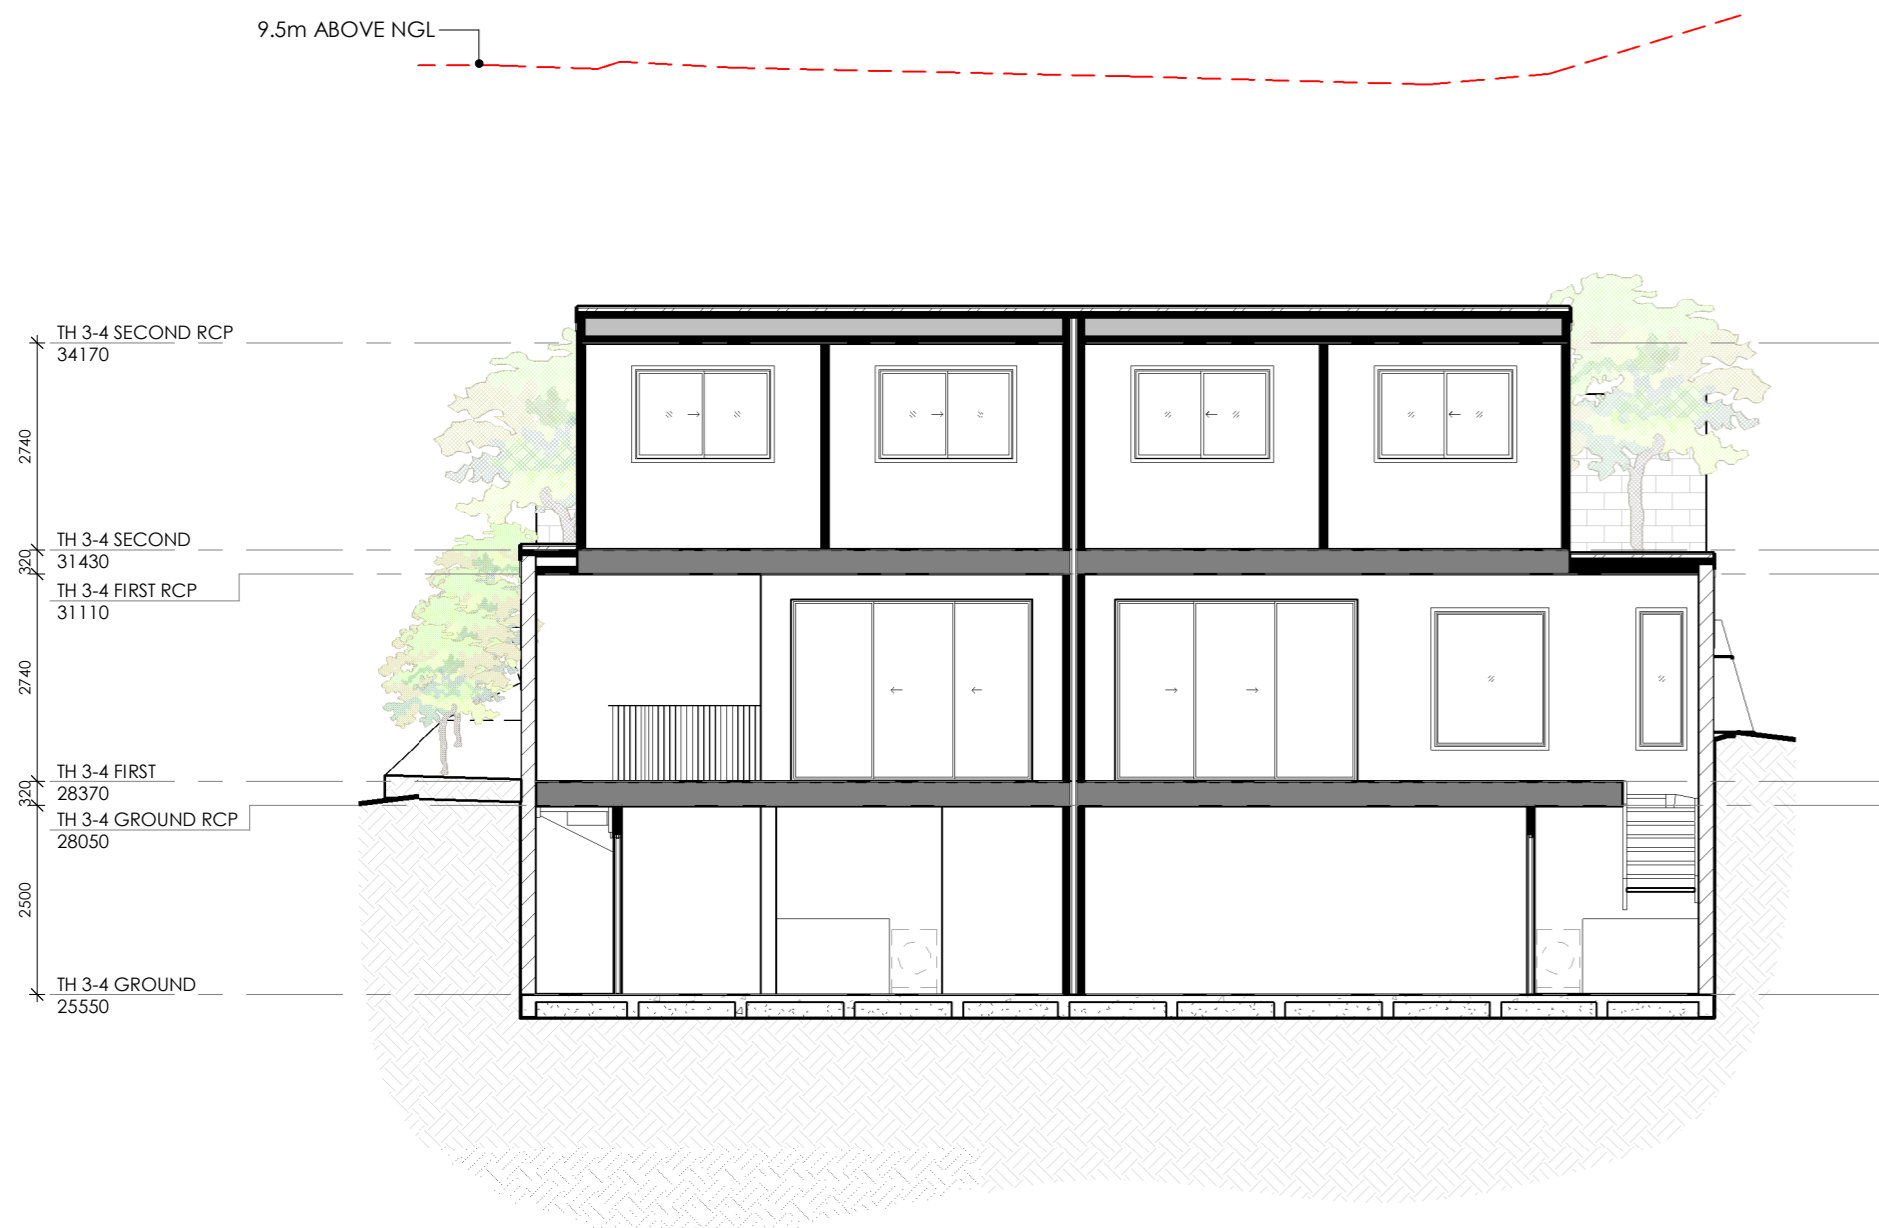 9.5m ABOVE NGL
TH 3-4 SECOND RCP
34170
2740
TH 3-4 SECOND
31430
320
TH 3-4 FIRST RCP
31110
2740
TH 3-4 FIRST
28370
320
TH 3-4 GROUND RCP
28050
2500
TH 3-4 GROUND
25550